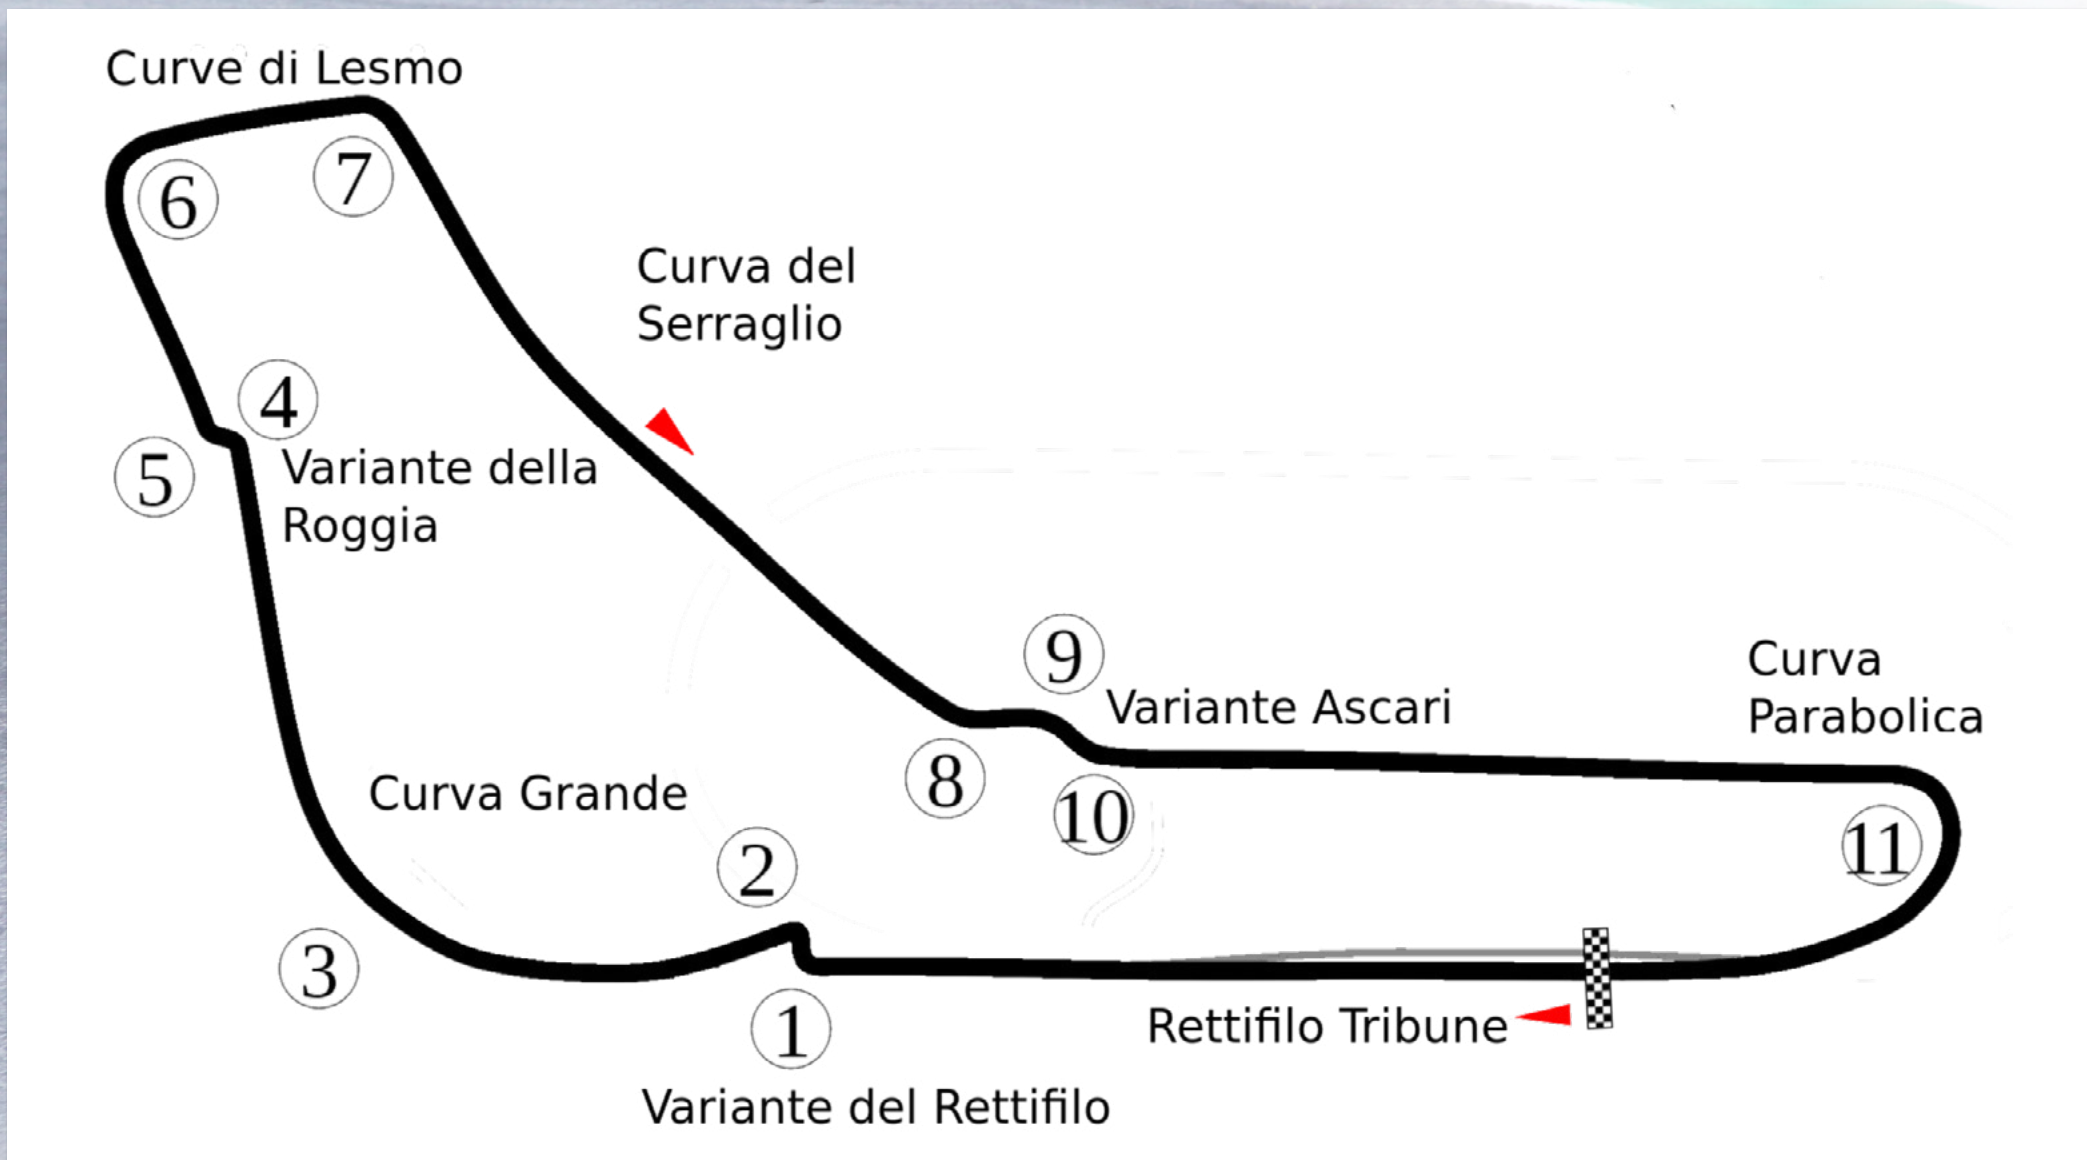 Curve di Lesmo
7
6
Curva del
Serraglio
4
5
Variante della
Roggia
9
Variante Ascari
Curva
Parabolica
8
10
Curva Grande
2
11
3
1
Rettifilo Tribune
Variante del Rettifilo